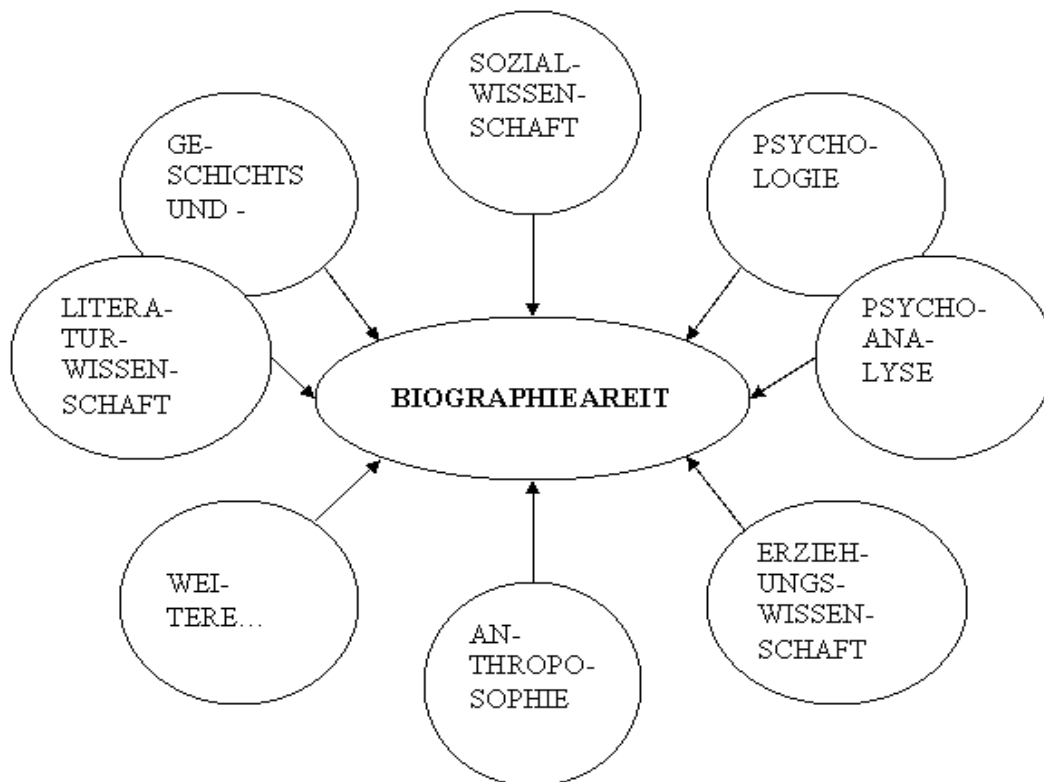 SOZIAL-
WISSEN-
SCHAFT
GE-
SCHICHTS
UND -
PSYCHO-
LOGIE
LITERA-
TUR-
WISSEN-
SCHAFT
PSYCHO-
ANA-
LYSE
BIOGRAPHIEAREIT
WEI-
TERE...
AN-
THROPO-
SOPHIE
ERZIEH-
UNGS-
WISSEN-
SCHAFT